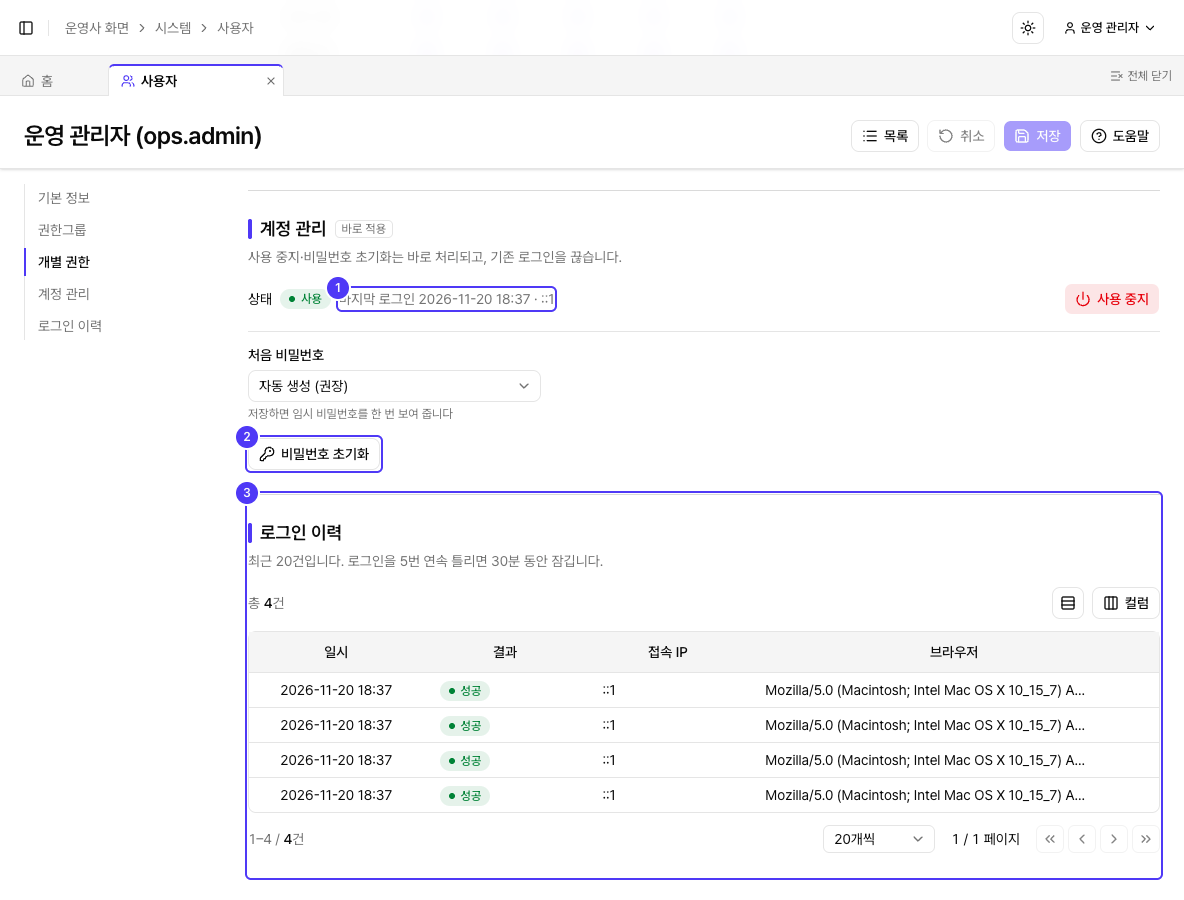 운영사 화면 > 시스템 > 사용자
운영 관리자
홈
사용자
전체 닫기
운영 관리자 (ops.admin)
목록
취소
저장
도움말
기본 정보
권한그룹
개별 권한
계정 관리
로그인 이력
계정 관리 바로 적용
사용 중지·비밀번호 초기화는 바로 처리되고, 기존 로그인을 끊습니다.
상태 사용 1 마지막 로그인 2026-11-20 18:37 · ::1
사용 중지
처음 비밀번호
자동 생성 (권장)
저장하면 임시 비밀번호를 한 번 보여 줍니다
2
비밀번호 초기화
3
로그인 이력
최근 20건입니다. 로그인을 5번 연속 틀리면 30분 동안 잠깁니다.
총 4건
컬럼
일시 결과 접속 IP 브라우저
2026-11-20 18:37 성공 ::1 Mozilla/5.0 (Macintosh; Intel Mac OS X 10_15_7) A...
2026-11-20 18:37 성공 ::1 Mozilla/5.0 (Macintosh; Intel Mac OS X 10_15_7) A...
2026-11-20 18:37 성공 ::1 Mozilla/5.0 (Macintosh; Intel Mac OS X 10_15_7) A...
2026-11-20 18:37 성공 ::1 Mozilla/5.0 (Macintosh; Intel Mac OS X 10_15_7) A...
1–4 / 4건
20개씩
1 / 1 페이지